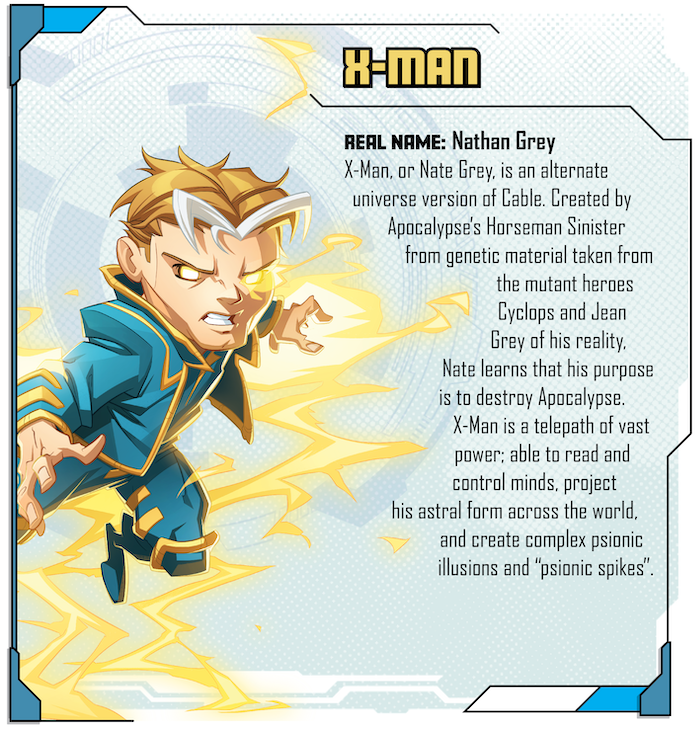 X-MAN
REAL NAME: Nathan Grey
X-Man, or Nate Grey, is an alternate
universe version of Cable. Created by
Apocalypse's Horseman Sinister
from genetic material taken from
the mutant heroes
Cyclops and Jean
Grey of his reality,
Nate learns that his purpose
is to destroy Apocalypse.
X-Man is a telepath of vast
power; able to read and
control minds, project
his astral form across the world,
and create complex psionic
illusions and “psionic spikes”.